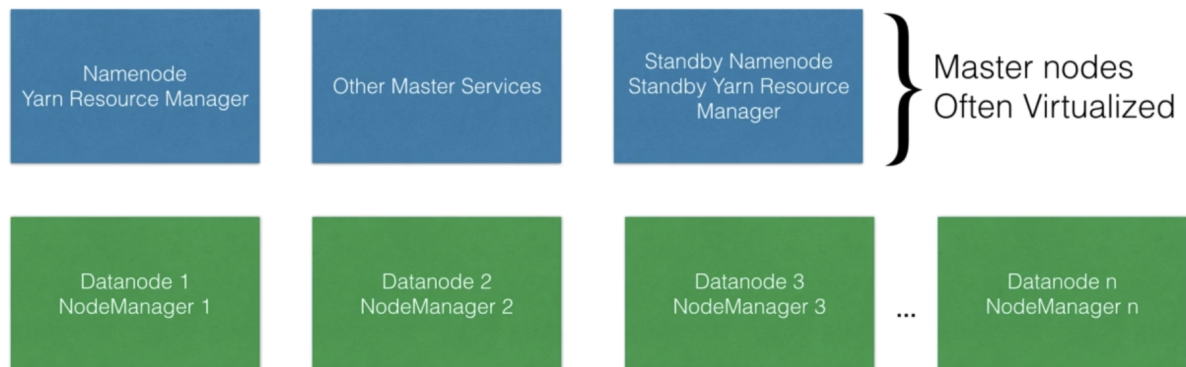 Namenode
Yarn Resource Manager
Other Master Services
Standby Namenode
Standby Yarn Resource
Manager
Master nodes
Often Virtualized
Datanode 1
NodeManager 1
Datanode 2
NodeManager 2
Datanode 3
NodeManager 3
...
Datanode n
NodeManager n